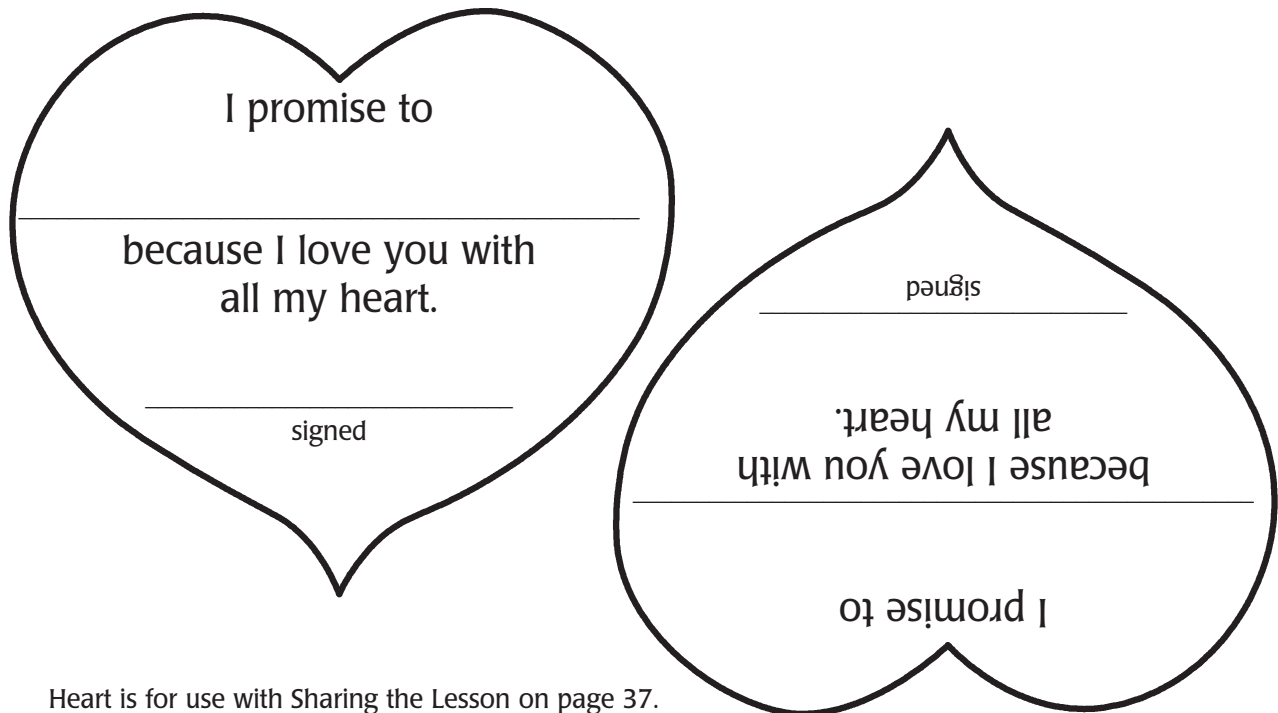 I promise to
because I love you with
all my heart.
signed
I promise to
because I love you with
all my heart.
signed
Heart is for use with Sharing the Lesson on page 37.